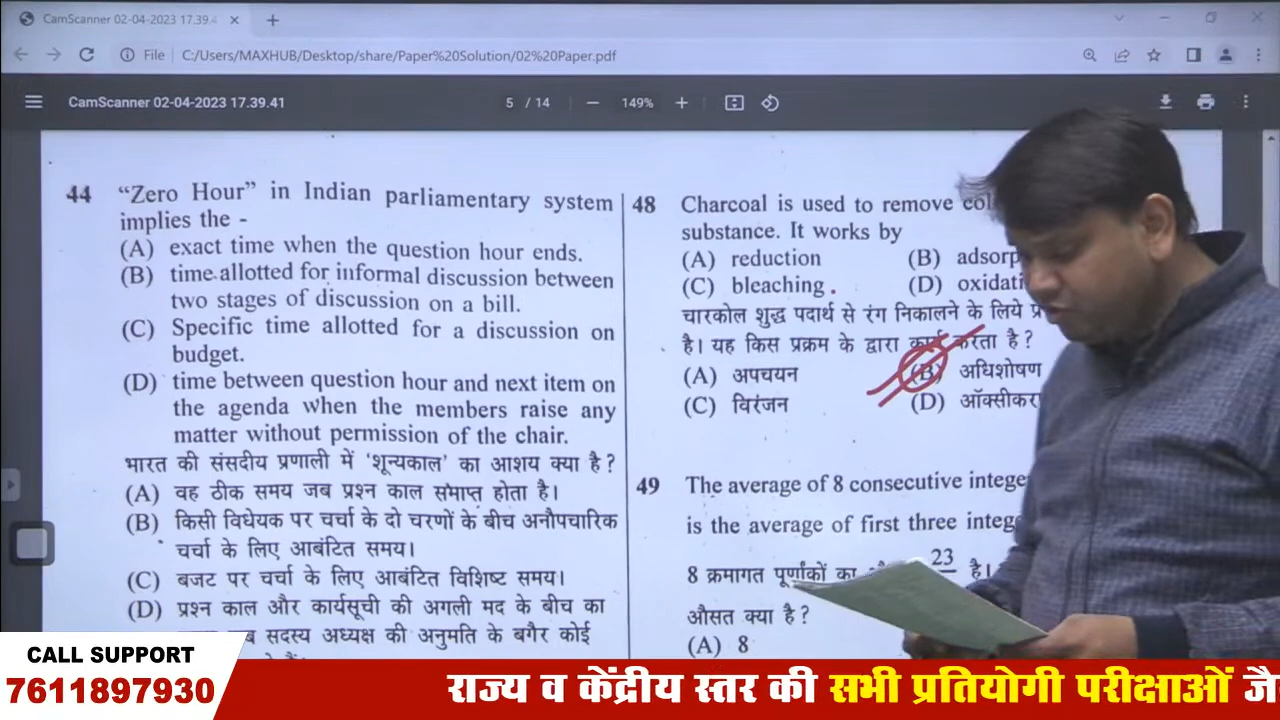 CamScanner 02-04-2023 17.39.4
File C:/Users/MAXHUB/Desktop/share/Paper%20Solution/02%20Paper.pdf
CamScanner 02-04-2023 17.39.41
5 / 14
149%
44 “Zero Hour” in Indian parliamentary system
implies the -
(A) exact time when the question hour ends.
(B) time allotted for informal discussion between
two stages of discussion on a bill.
(C) Specific time allotted for a discussion on
budget.
(D) time between question hour and next item on
the agenda when the members raise any
matter without permission of the chair.
भारत की संसदीय प्रणाली में ‘शून्यकाल’ का आशय क्या है?
(A) वह ठीक समय जब प्रश्न काल समाप्त होता है।
(B) किसी विधेयक पर चर्चा के दो चरणों के बीच अनौपचारिक
चर्चा के लिए आबंटित समय।
(C) बजट पर चर्चा के लिए आबंटित विशिष्ट समय।
(D) प्रश्न काल और कार्यसूची की अगली मद के बीच का
सदस्य अध्यक्ष की अनुमति के बगैर कोई
48 Charcoal is used to remove
substance. It works by
(A) reduction (B)
(C) bleaching. (D)
चारकोल शुद्ध पदार्थ से रंग निकालने के लिये
है। यह किस प्रक्रम के द्वारा कार्य करता है?
(A) अपचयन (B) अधिशोषण
(C) विरंजन (D)
49 The average of 8 consecutive
is the average of first three
8 क्रमागत पूर्णांकों का 23 है।
औसत क्या है?
(A) 8
CALL SUPPORT
7611897930
राज्य व केंद्रीय स्तर की सभी प्रतियोगी परीक्षाओं